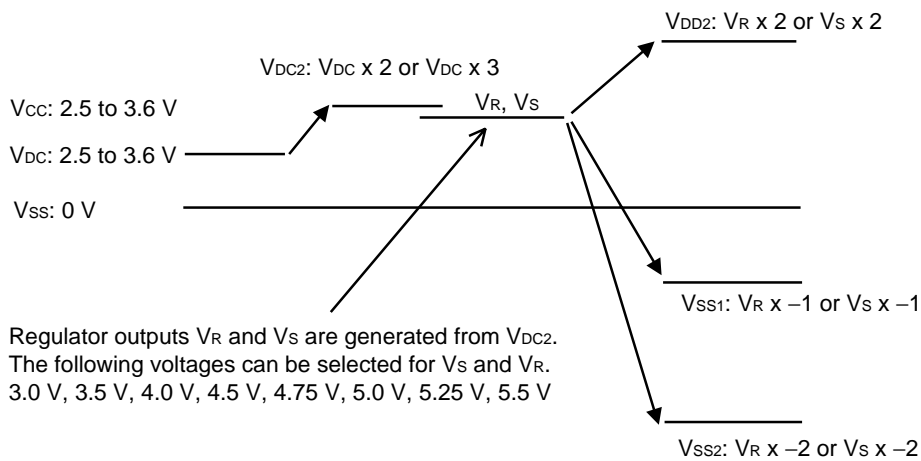 VDD2: VR x 2 or VS x 2
VDC2: VDC x 2 or VDC x 3
VCC: 2.5 to 3.6 V
VR, VS
VDC: 2.5 to 3.6 V
VSS: 0 V
VSS1: VR x −1 or VS x −1
Regulator outputs VR and VS are generated from VDC2.
The following voltages can be selected for VS and VR.
3.0 V, 3.5 V, 4.0 V, 4.5 V, 4.75 V, 5.0 V, 5.25 V, 5.5 V
VSS2: VR x −2 or VS x −2